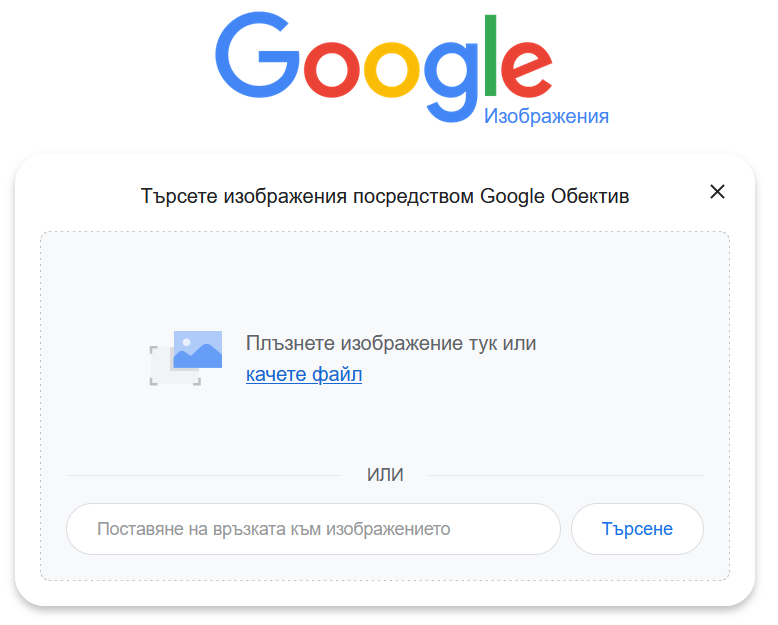 Google
Изображения
Търсете изображения посредством Google Обектив
Плъзнете изображение тук или
качете файл
ИЛИ
Поставяне на връзката към изображението
Търсене